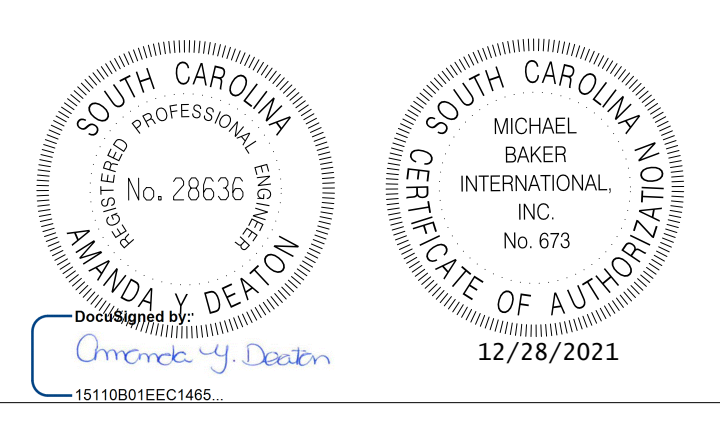 SOUTH CAROLINA
REGISTERED PROFESSIONAL ENGINEER
No. 28636
AMANDA Y DEATON
DocuSigned by:
Amanda Y. Deaton
15110B01EEC1465...
SOUTH CAROLINA
CERTIFICATE OF AUTHORIZATION
MICHAEL
BAKER
INTERNATIONAL,
INC.
No. 673
12/28/2021